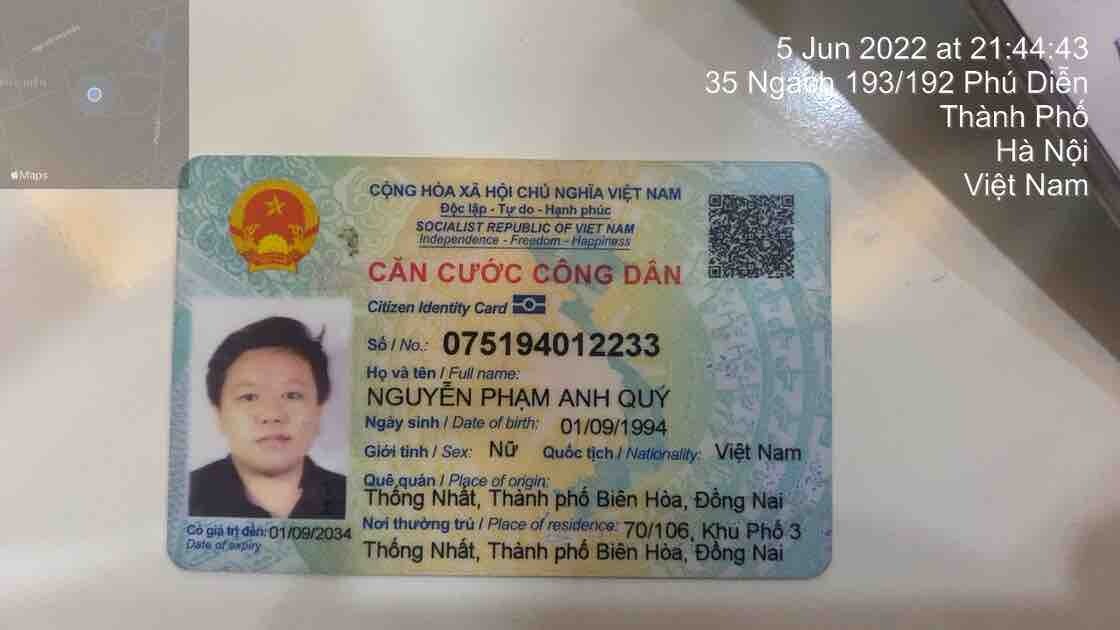 5 Jun 2022 at 21:44:43
35 Ngách 193/192 Phú Diễn
Thành Phố
Hà Nội
Việt Nam
Maps
CỘNG HÒA XÃ HỘI CHỦ NGHĨA VIỆT NAM
Độc lập - Tự do - Hạnh phúc
SOCIALIST REPUBLIC OF VIET NAM
Independence - Freedom - Happiness
CĂN CƯỚC CÔNG DÂN
Citizen Identity Card
Số / No.: 075194012233
Họ và tên / Full name:
NGUYỄN PHẠM ANH QUÝ
Ngày sinh / Date of birth: 01/09/1994
Giới tính / Sex: Nữ Quốc tịch / Nationality: Việt Nam
Quê quán / Place of origin:
Thống Nhất, Thành phố Biên Hòa, Đồng Nai
Nơi thường trú / Place of residence: 70/106, Khu Phố 3
Thống Nhất, Thành phố Biên Hòa, Đồng Nai
Có giá trị đến: 01/09/2034
Date of expiry